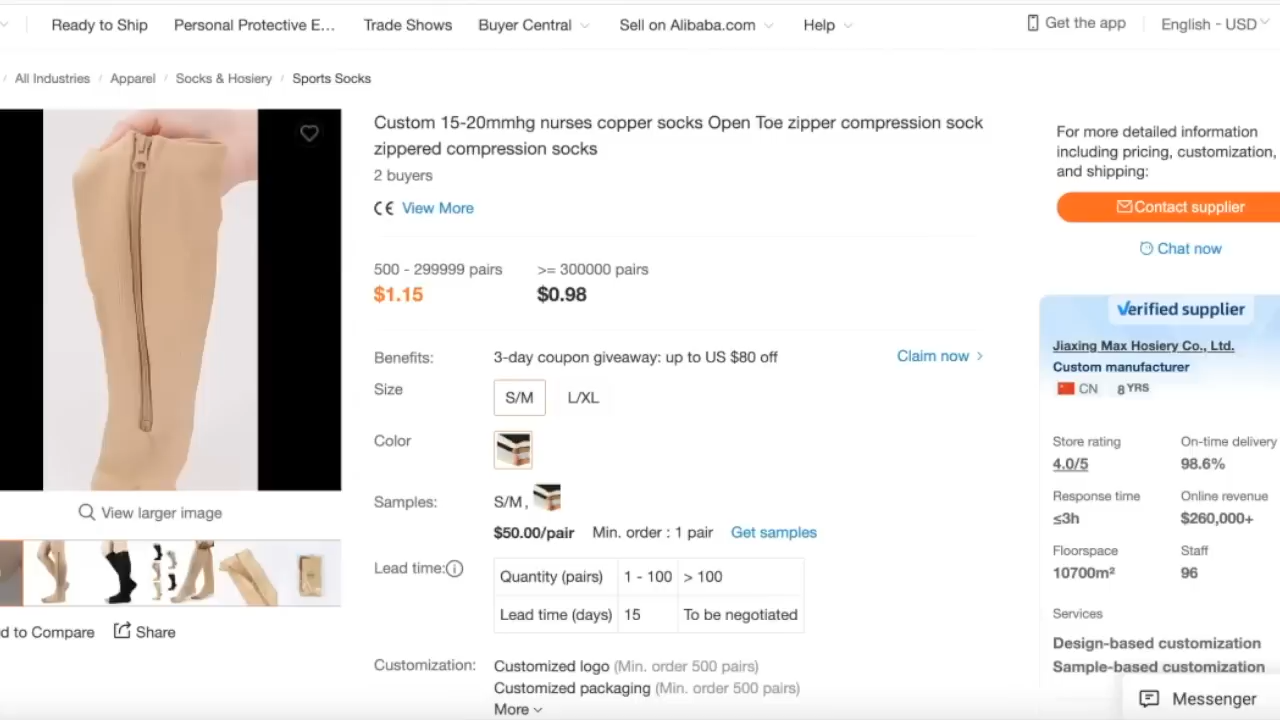 Ready to Ship Personal Protective E... Trade Shows Buyer Central Sell on Alibaba.com Help Get the app English - USD
/ All Industries / Apparel / Socks & Hosiery / Sports Socks
Custom 15-20mmhg nurses copper socks Open Toe zipper compression sock
zippered compression socks
2 buyers
CE View More
500 - 299999 pairs >= 300000 pairs
$1.15 $0.98
Benefits: 3-day coupon giveaway: up to US $80 off Claim now >
Size S/M L/XL
Color
Samples: S/M ,
$50.00/pair Min. order : 1 pair Get samples
Lead time: Quantity (pairs) 1 - 100 > 100
Lead time (days) 15 To be negotiated
Customization: Customized logo (Min. order 500 pairs)
Customized packaging (Min. order 500 pairs)
More
View larger image
d to Compare Share
For more detailed information
including pricing, customization,
and shipping:
Contact supplier
Chat now
Verified supplier
Jiaxing Max Hosiery Co., Ltd.
Custom manufacturer
CN 8 YRS
Store rating On-time delivery
4.0/5 98.6%
Response time Online revenue
≤3h $260,000+
Floorspace Staff
10700m² 96
Services
Design-based customization
Sample-based customization
Messenger